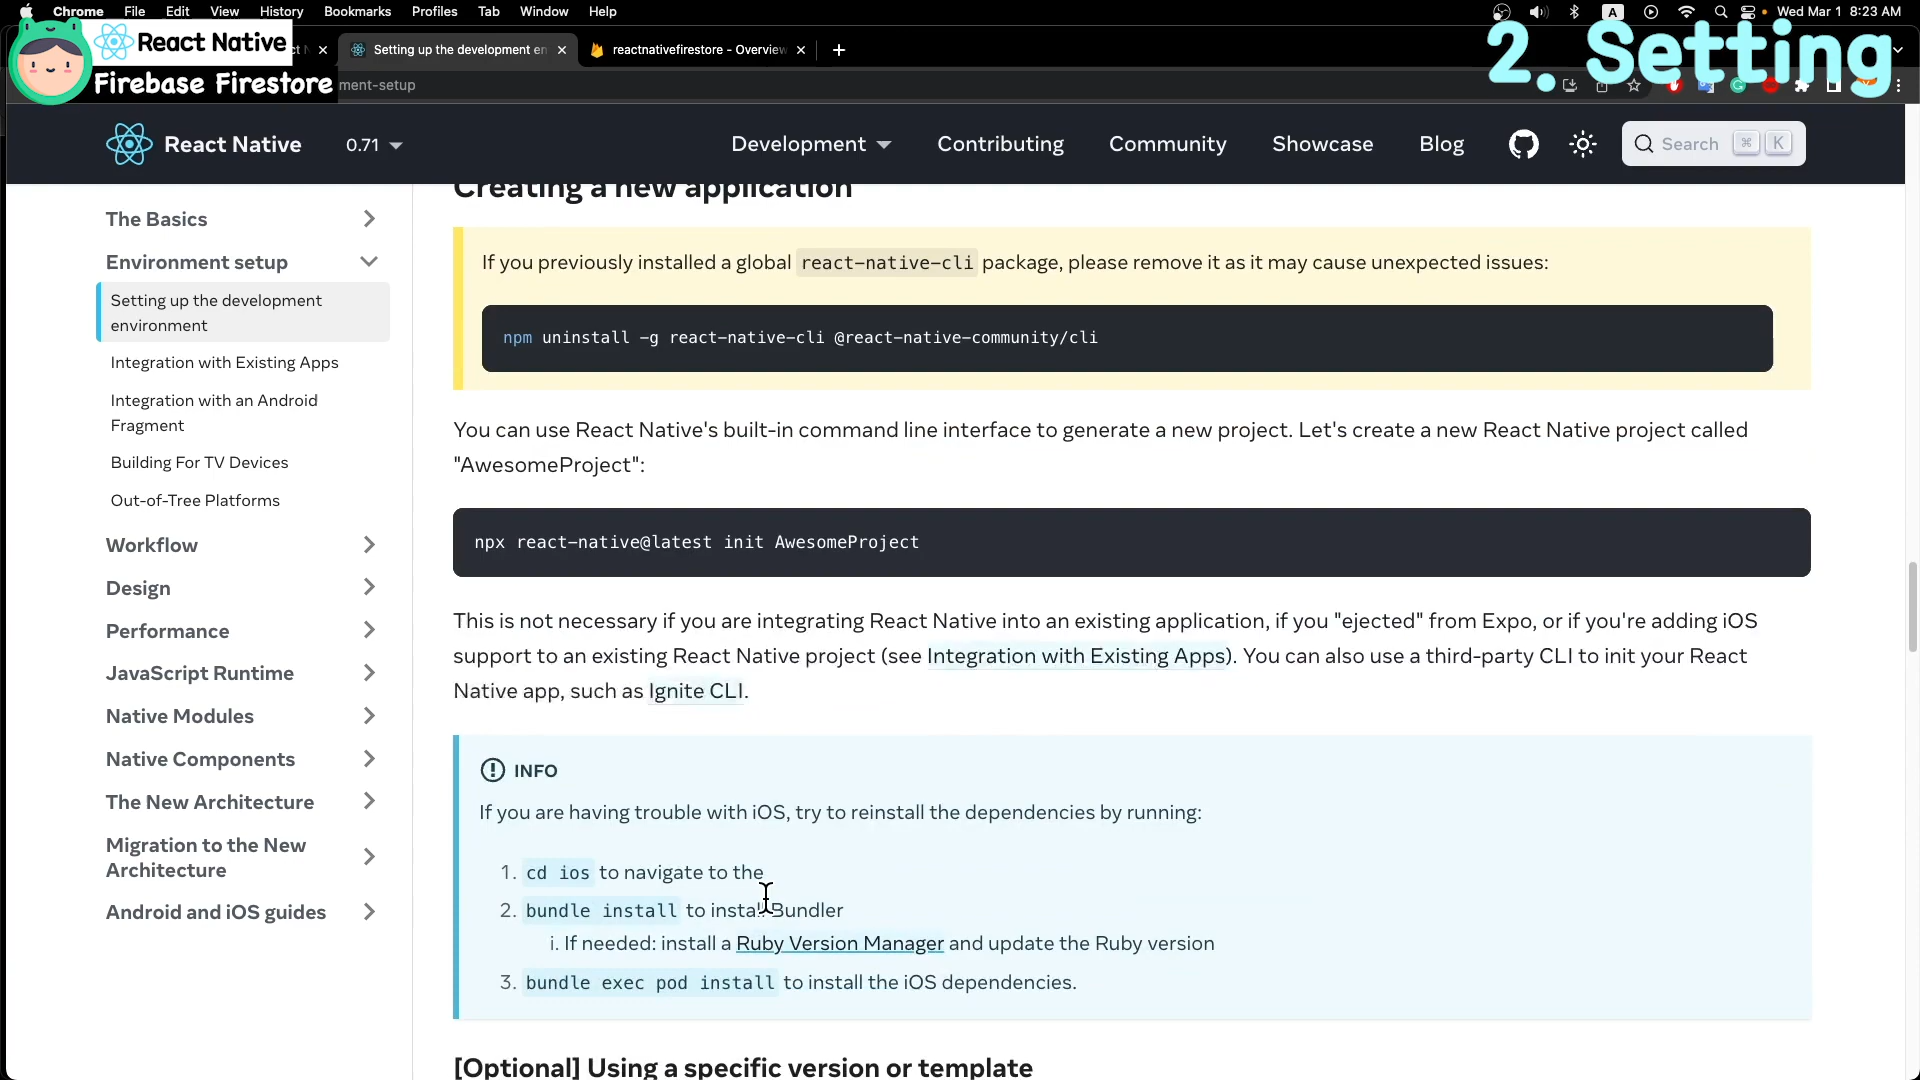 Chrome File Edit View History Bookmarks Profiles Tab Window Help
A
Wed Mar 1 8:23 AM
React Native
Firebase Firestore
2. Setting
Setting up the development en
reactnativefirestore - Overview
ment-setup
React Native 0.71
Development Contributing Community Showcase Blog
Search ⌘ K
The Basics
Environment setup
Setting up the development
environment
Integration with Existing Apps
Integration with an Android
Fragment
Building For TV Devices
Out-of-Tree Platforms
Workflow
Design
Performance
JavaScript Runtime
Native Modules
Native Components
The New Architecture
Migration to the New
Architecture
Android and iOS guides
Creating a new application
If you previously installed a global react-native-cli package, please remove it as it may cause unexpected issues:
npm uninstall -g react-native-cli @react-native-community/cli
You can use React Native's built-in command line interface to generate a new project. Let's create a new React Native project called
"AwesomeProject":
npx react-native@latest init AwesomeProject
This is not necessary if you are integrating React Native into an existing application, if you "ejected" from Expo, or if you're adding iOS
support to an existing React Native project (see Integration with Existing Apps). You can also use a third-party CLI to init your React
Native app, such as Ignite CLI.
INFO
If you are having trouble with iOS, try to reinstall the dependencies by running:
1. cd ios to navigate to the
2. bundle install to install Bundler
i. If needed: install a Ruby Version Manager and update the Ruby version
3. bundle exec pod install to install the iOS dependencies.
[Optional] Using a specific version or template